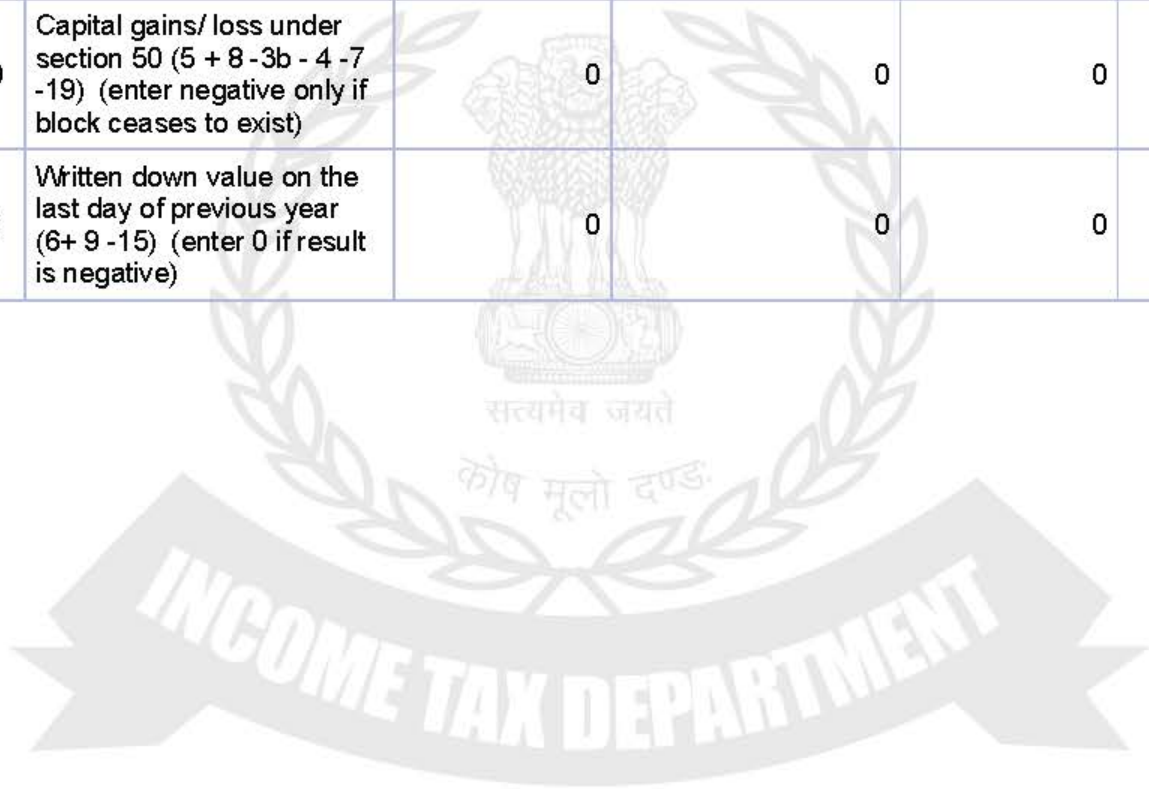 Capital gains/ loss under
section 50 (5 + 8 -3b - 4 -7
-19) (enter negative only if
block ceases to exist)
0 0 0
Written down value on the
last day of previous year
(6+ 9 -15) (enter 0 if result
is negative)
0 0 0
सत्यमेव जयते
कोष मूलो दण्डः
INCOME TAX DEPARTMENT